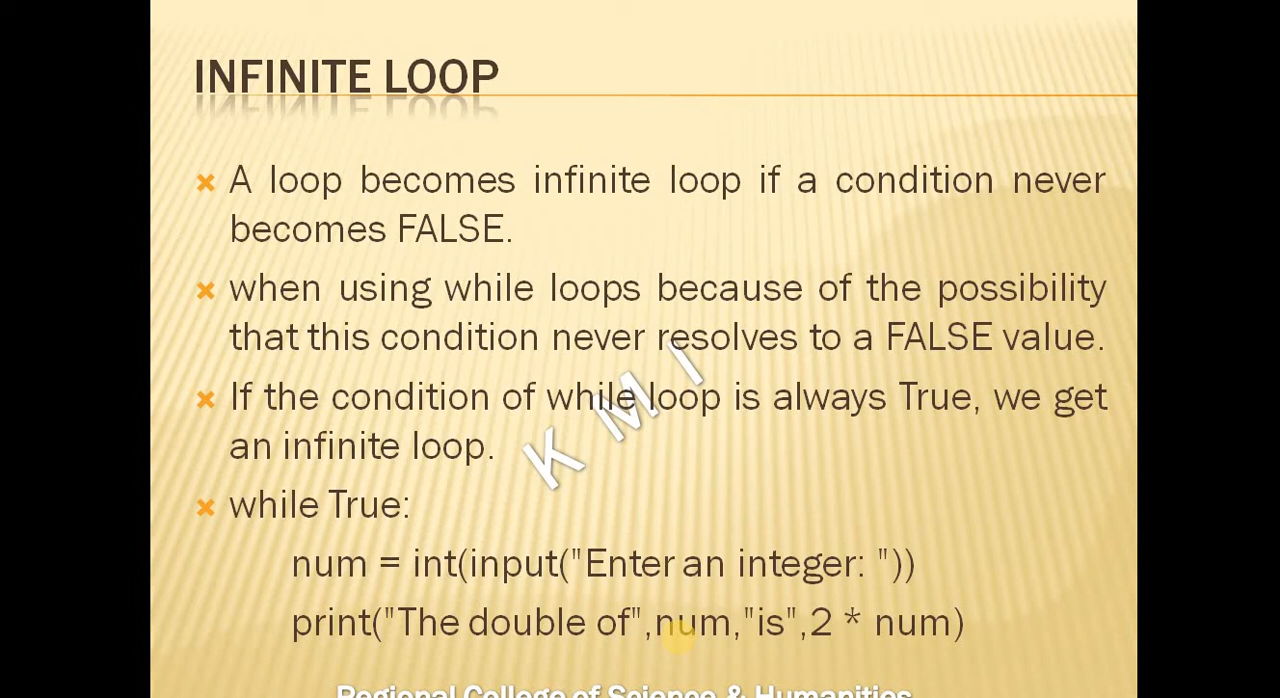 INFINITE LOOP
A loop becomes infinite loop if a condition never
becomes FALSE.
when using while loops because of the possibility
that this condition never resolves to a FALSE value.
If the condition of while loop is always True, we get
an infinite loop.
K M I
while True:
num = int(input("Enter an integer: "))
print("The double of",num,"is",2 * num)
Regional College of Science & Humanities